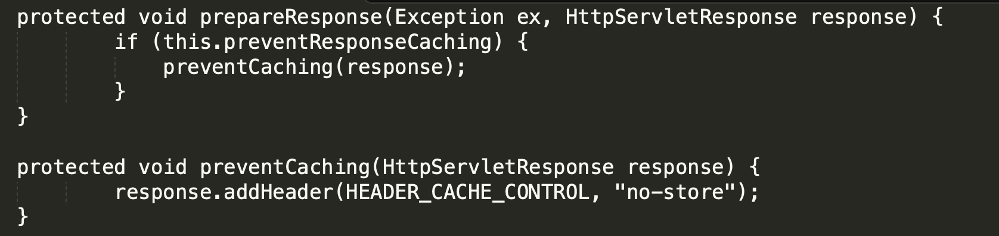 protected void prepareResponse(Exception ex, HttpServletResponse response) {
        if (this.preventResponseCaching) {
            preventCaching(response);
        }
}

protected void preventCaching(HttpServletResponse response) {
        response.addHeader(HEADER_CACHE_CONTROL, "no-store");
}